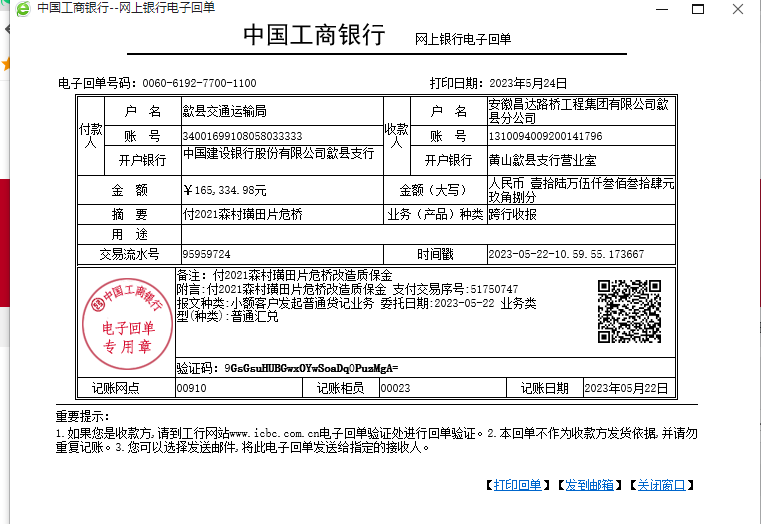 中国工商银行--网上银行电子回单
中国工商银行 网上银行电子回单
电子回单号码：0060-6192-7700-1100 打印日期：2023年5月24日
付款人 户 名 歙县交通运输局 收款人 户 名 安徽昌达路桥工程集团有限公司歙县分公司
账 号 34001699108058033333 账 号 1310094009200141796
开户银行 中国建设银行股份有限公司歙县支行 开户银行 黄山歙县支行营业室
金 额 ￥165,334.98元 金额（大写） 人民币 壹拾陆万伍仟叁佰叁拾肆元玖角捌分
摘 要 付2021森村璜田片危桥 业务（产品）种类 跨行收报
用 途
交易流水号 95959724 时间戳 2023-05-22-10.59.55.173667
中国工商银行
电子回单
专用章
备注：付2021森村璜田片危桥改造质保金
附言:付2021森村璜田片危桥改造质保金 支付交易序号:51750747
报文种类:小额客户发起普通贷记业务 委托日期:2023-05-22 业务类
型(种类):普通汇兑
验证码：9GsGsuHUBGwxOYwSoaDq0PuzMgA=
记账网点 00910 记账柜员 00023 记账日期 2023年05月22日
重要提示：
1.如果您是收款方,请到工行网站www.icbc.com.cn电子回单验证处进行回单验证。2.本回单不作为收款方发货依据,并请勿
重复记账。3.您可以选择发送邮件,将此电子回单发送给指定的接收人。
【打印回单】【发到邮箱】【关闭窗口】